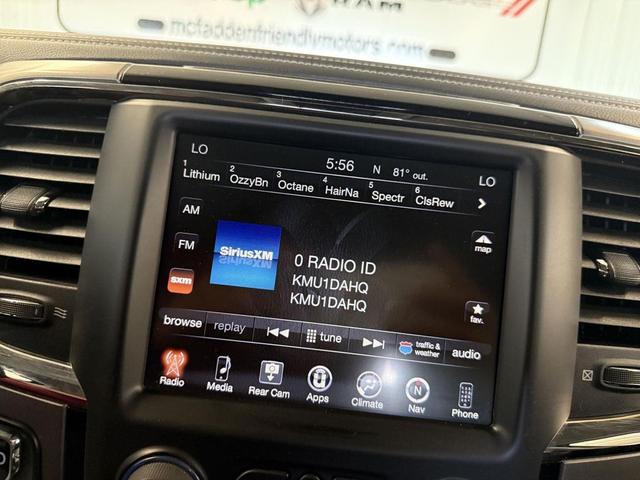 RAM
mcfaddenfriendlymotors.com
LO 5:56 N 81° out. LO
1 Lithium 2 OzzyBn 3 Octane 4 HairNa 5 Spectr 6 ClsRew
AM
FM
sxm
SiriusXM
0 RADIO ID
KMU1DAHQ
KMU1DAHQ
map
fav.
browse replay tune traffic & weather audio
Radio Media Rear Cam Apps Climate N Nav Phone